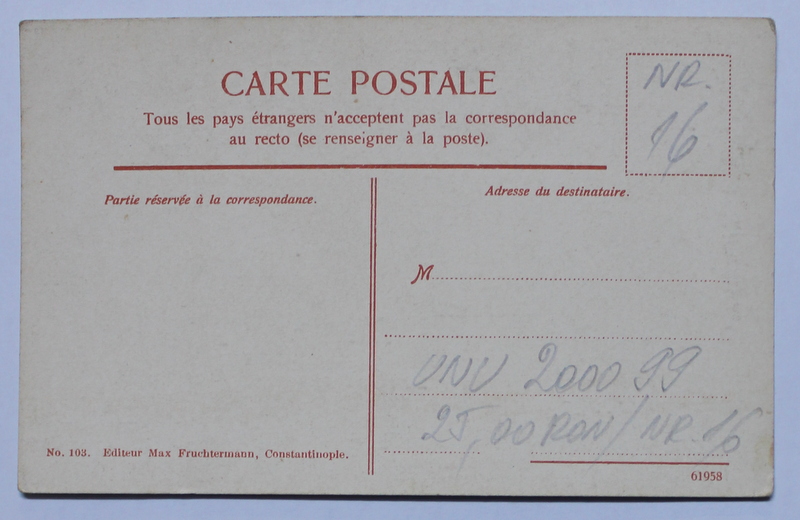 CARTE POSTALE
Tous les pays étrangers n'acceptent pas la correspondance
au recto (se renseigner à la poste).
NR.
16
Partie réservée à la correspondance.
Adresse du destinataire.
M
UNU 2000 99
25,00 RON/NR. 16
No. 103. Editeur Max Fruchtermann, Constantinople.
61958